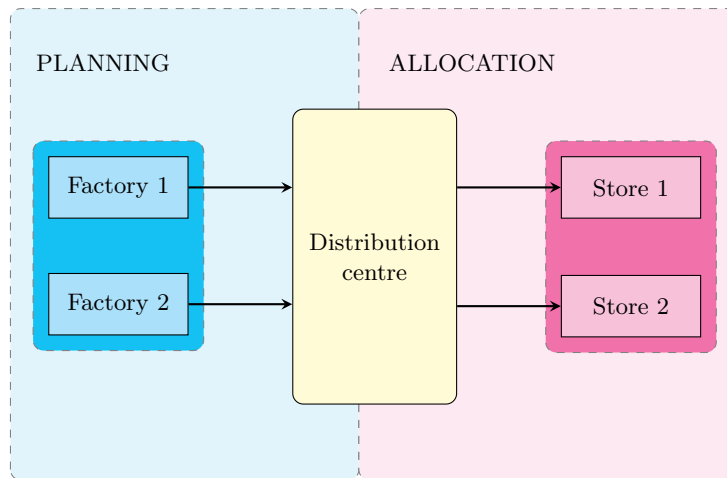 PLANNING
ALLOCATION
Factory 1
Store 1
Distribution
centre
Factory 2
Store 2